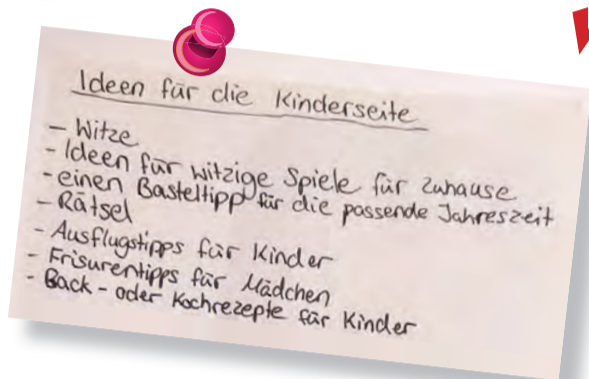 Ideen für die Kinderseite
- Witze
- Ideen für witzige Spiele für zuhause
- einen Basteltipp für die passende Jahreszeit
- Rätsel
- Ausflugstipps für Kinder
- Frisurentipps für Mädchen
- Back- oder Kochrezepte für Kinder